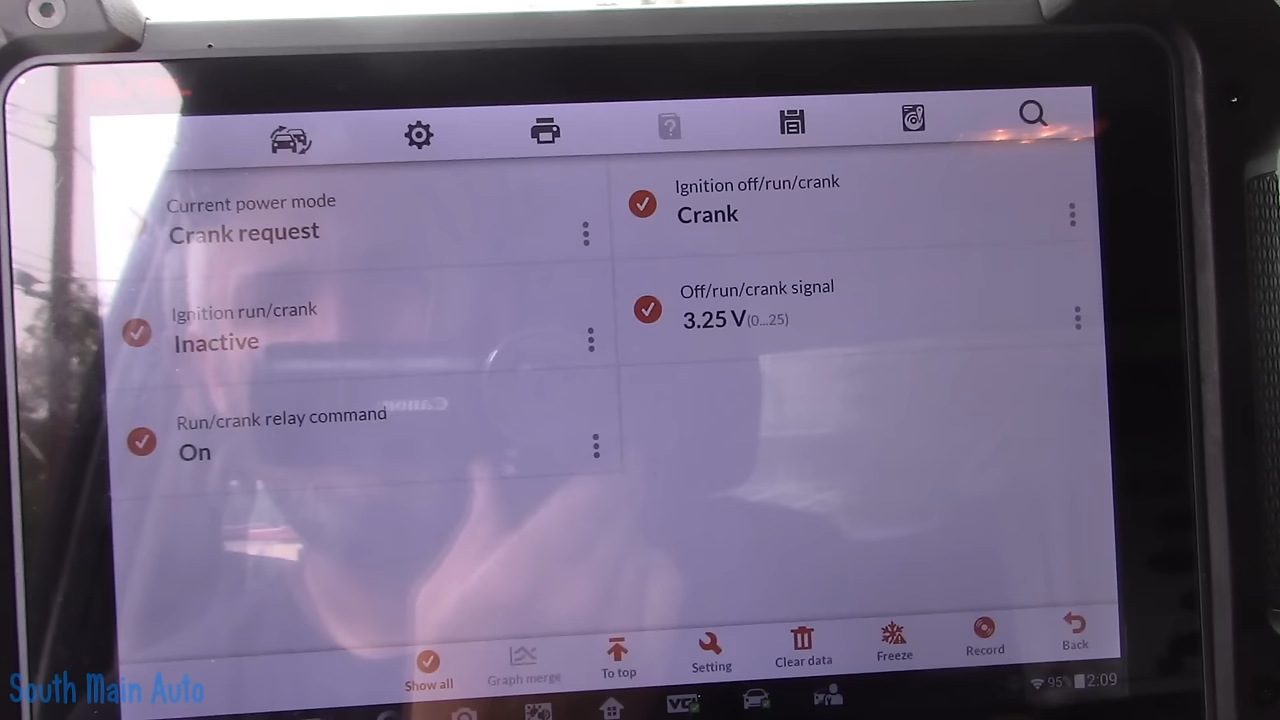 Current power mode
Crank request
Ignition off/run/crank
Crank
Ignition run/crank
Inactive
Off/run/crank signal
3.25 V(0...25)
Run/crank relay command
On
Canon
Show all
Graph merge
To top
Setting
Clear data
Freeze
Record
Back
VCI
95%
2:09
South Main Auto